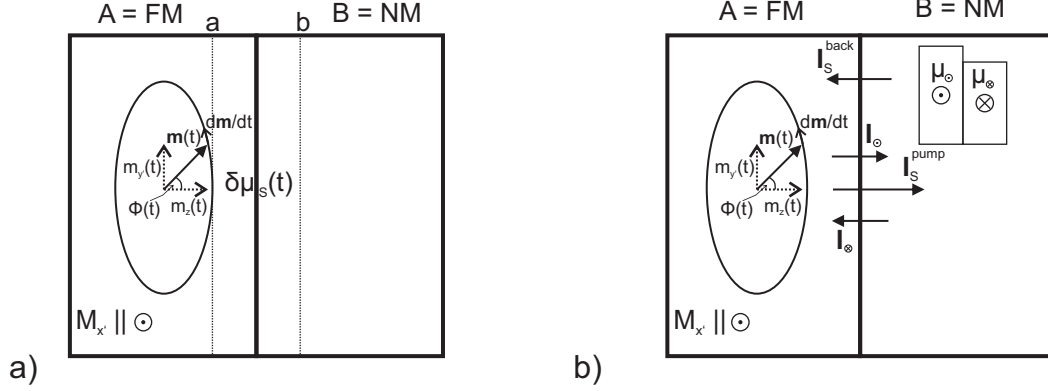 A = FM
a
b
B = NM
m(t)
dm/dt
m_y'(t)
δμ_S(t)
Φ(t)
m_z(t)
M_x' || ⊙
a)
A = FM
B = NM
I_S^back
μ_⊙
μ_⊗
⊙
⊗
dm/dt
m(t)
I_⊙
I_S^pump
m_y'(t)
Φ(t)
m_z(t)
I_⊗
M_x' || ⊙
b)